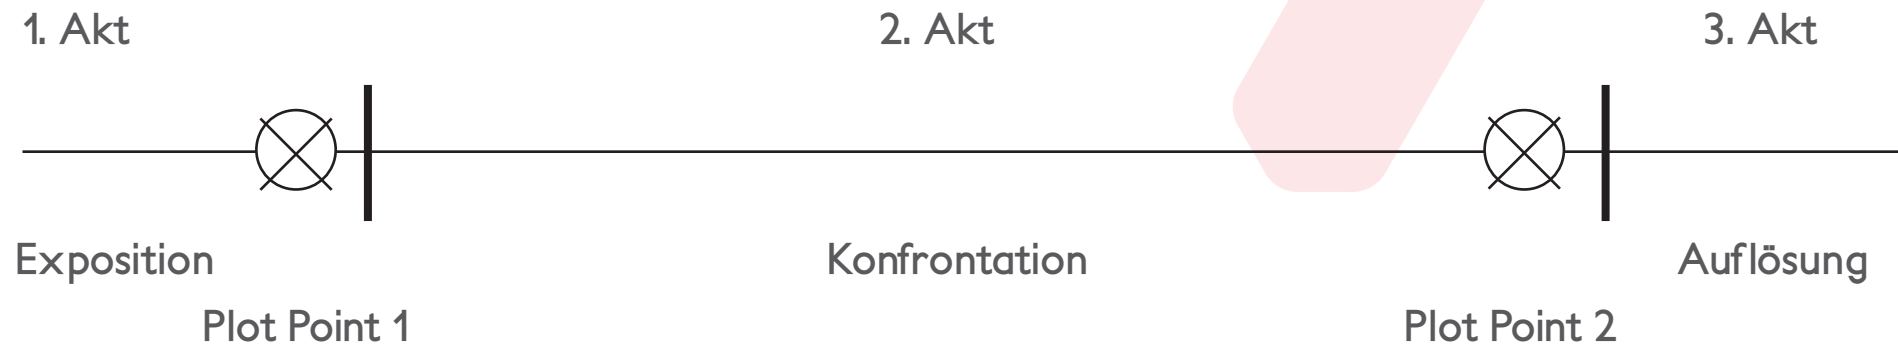 1. Akt 2. Akt 3. Akt
Exposition Konfrontation Auflösung
Plot Point 1 Plot Point 2